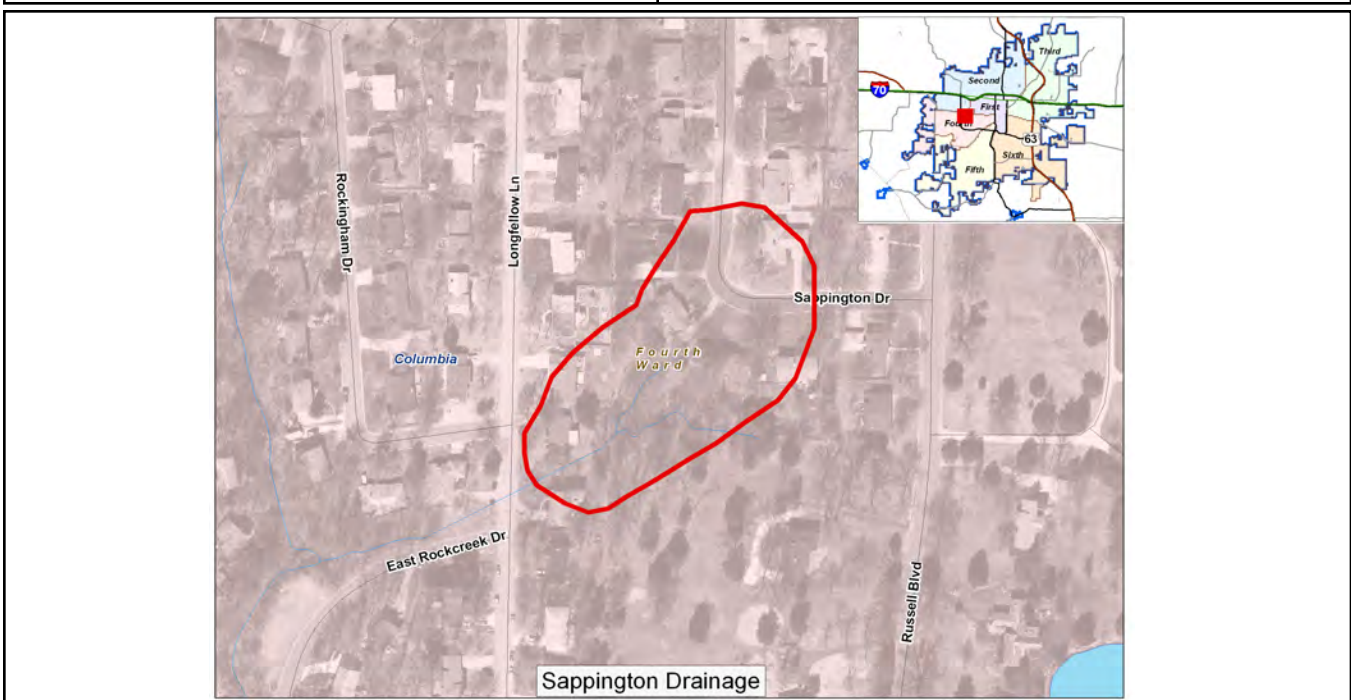 Third
Second
70
First
Fourth
63
Sixth
Fifth
Rockingham Dr
Longfellow Ln
Sappington Dr
Columbia
Fourth
Ward
East Rockcreek Dr
Russell Blvd
Sappington Drainage